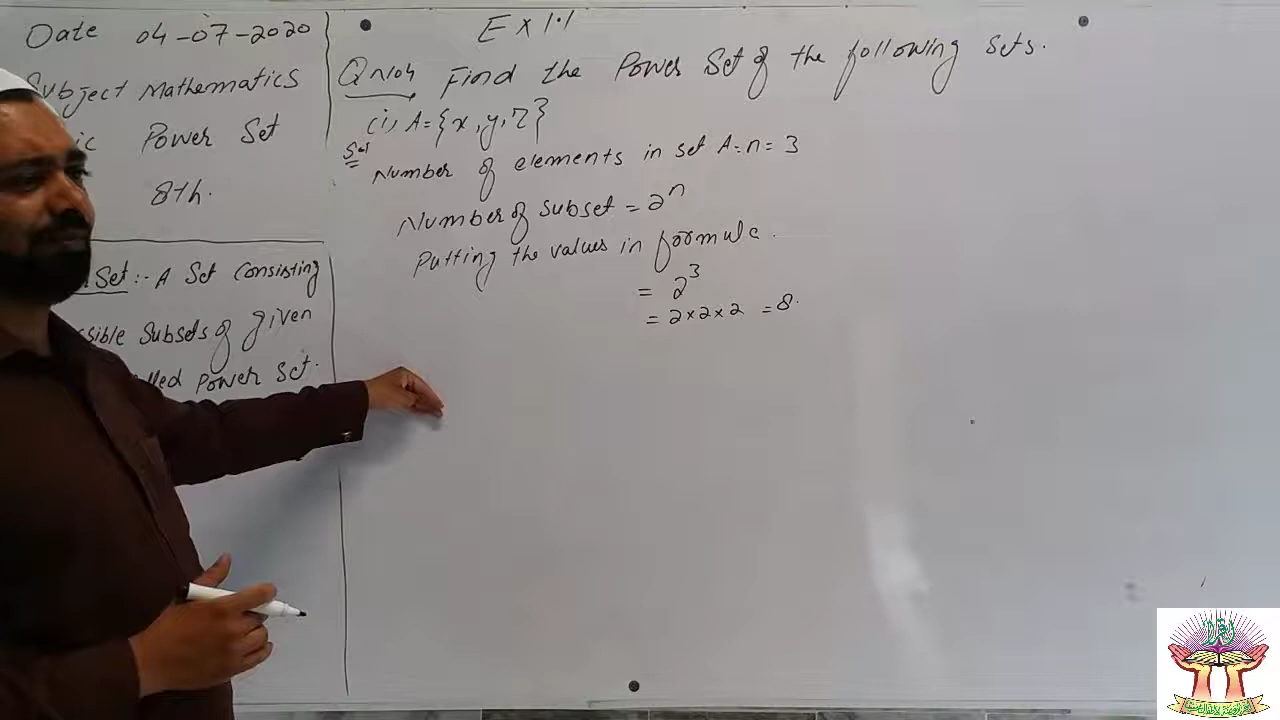 Date 04-07-2020
Subject Mathematics
Power Set
8th.
Set:- A Set Consisting
Subsets of given
Power Set.
Ex 1.1
Q no 04 Find the Power Set of the following Sets.
(i) A={x,y,z}
Sol
Number of elements in set A=n=3
Number of subset = 2ⁿ
Putting the values in formula.
= 2³
= 2×2×2 =8.